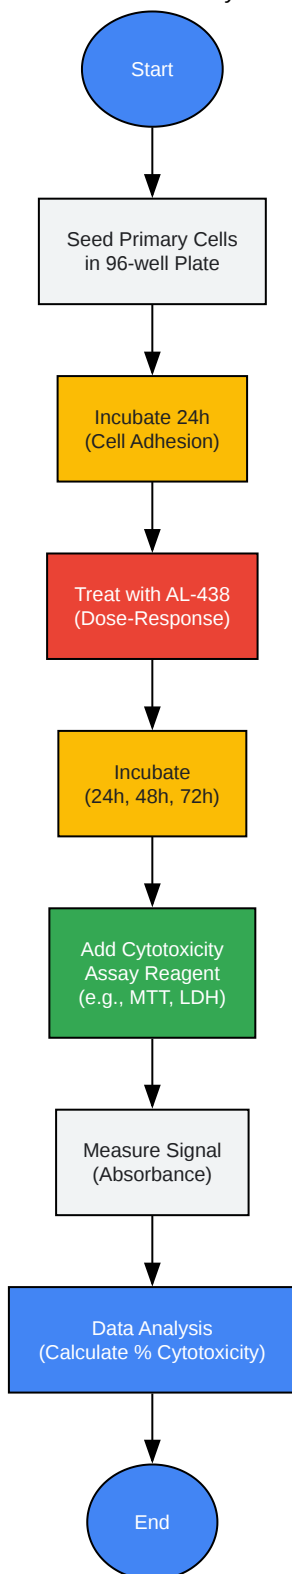 Start
Seed Primary Cells
in 96-well Plate
Incubate 24h
(Cell Adhesion)
Treat with AL-438
(Dose-Response)
Incubate
(24h, 48h, 72h)
Add Cytotoxicity
Assay Reagent
(e.g., MTT, LDH)
Measure Signal
(Absorbance)
Data Analysis
(Calculate % Cytotoxicity)
End